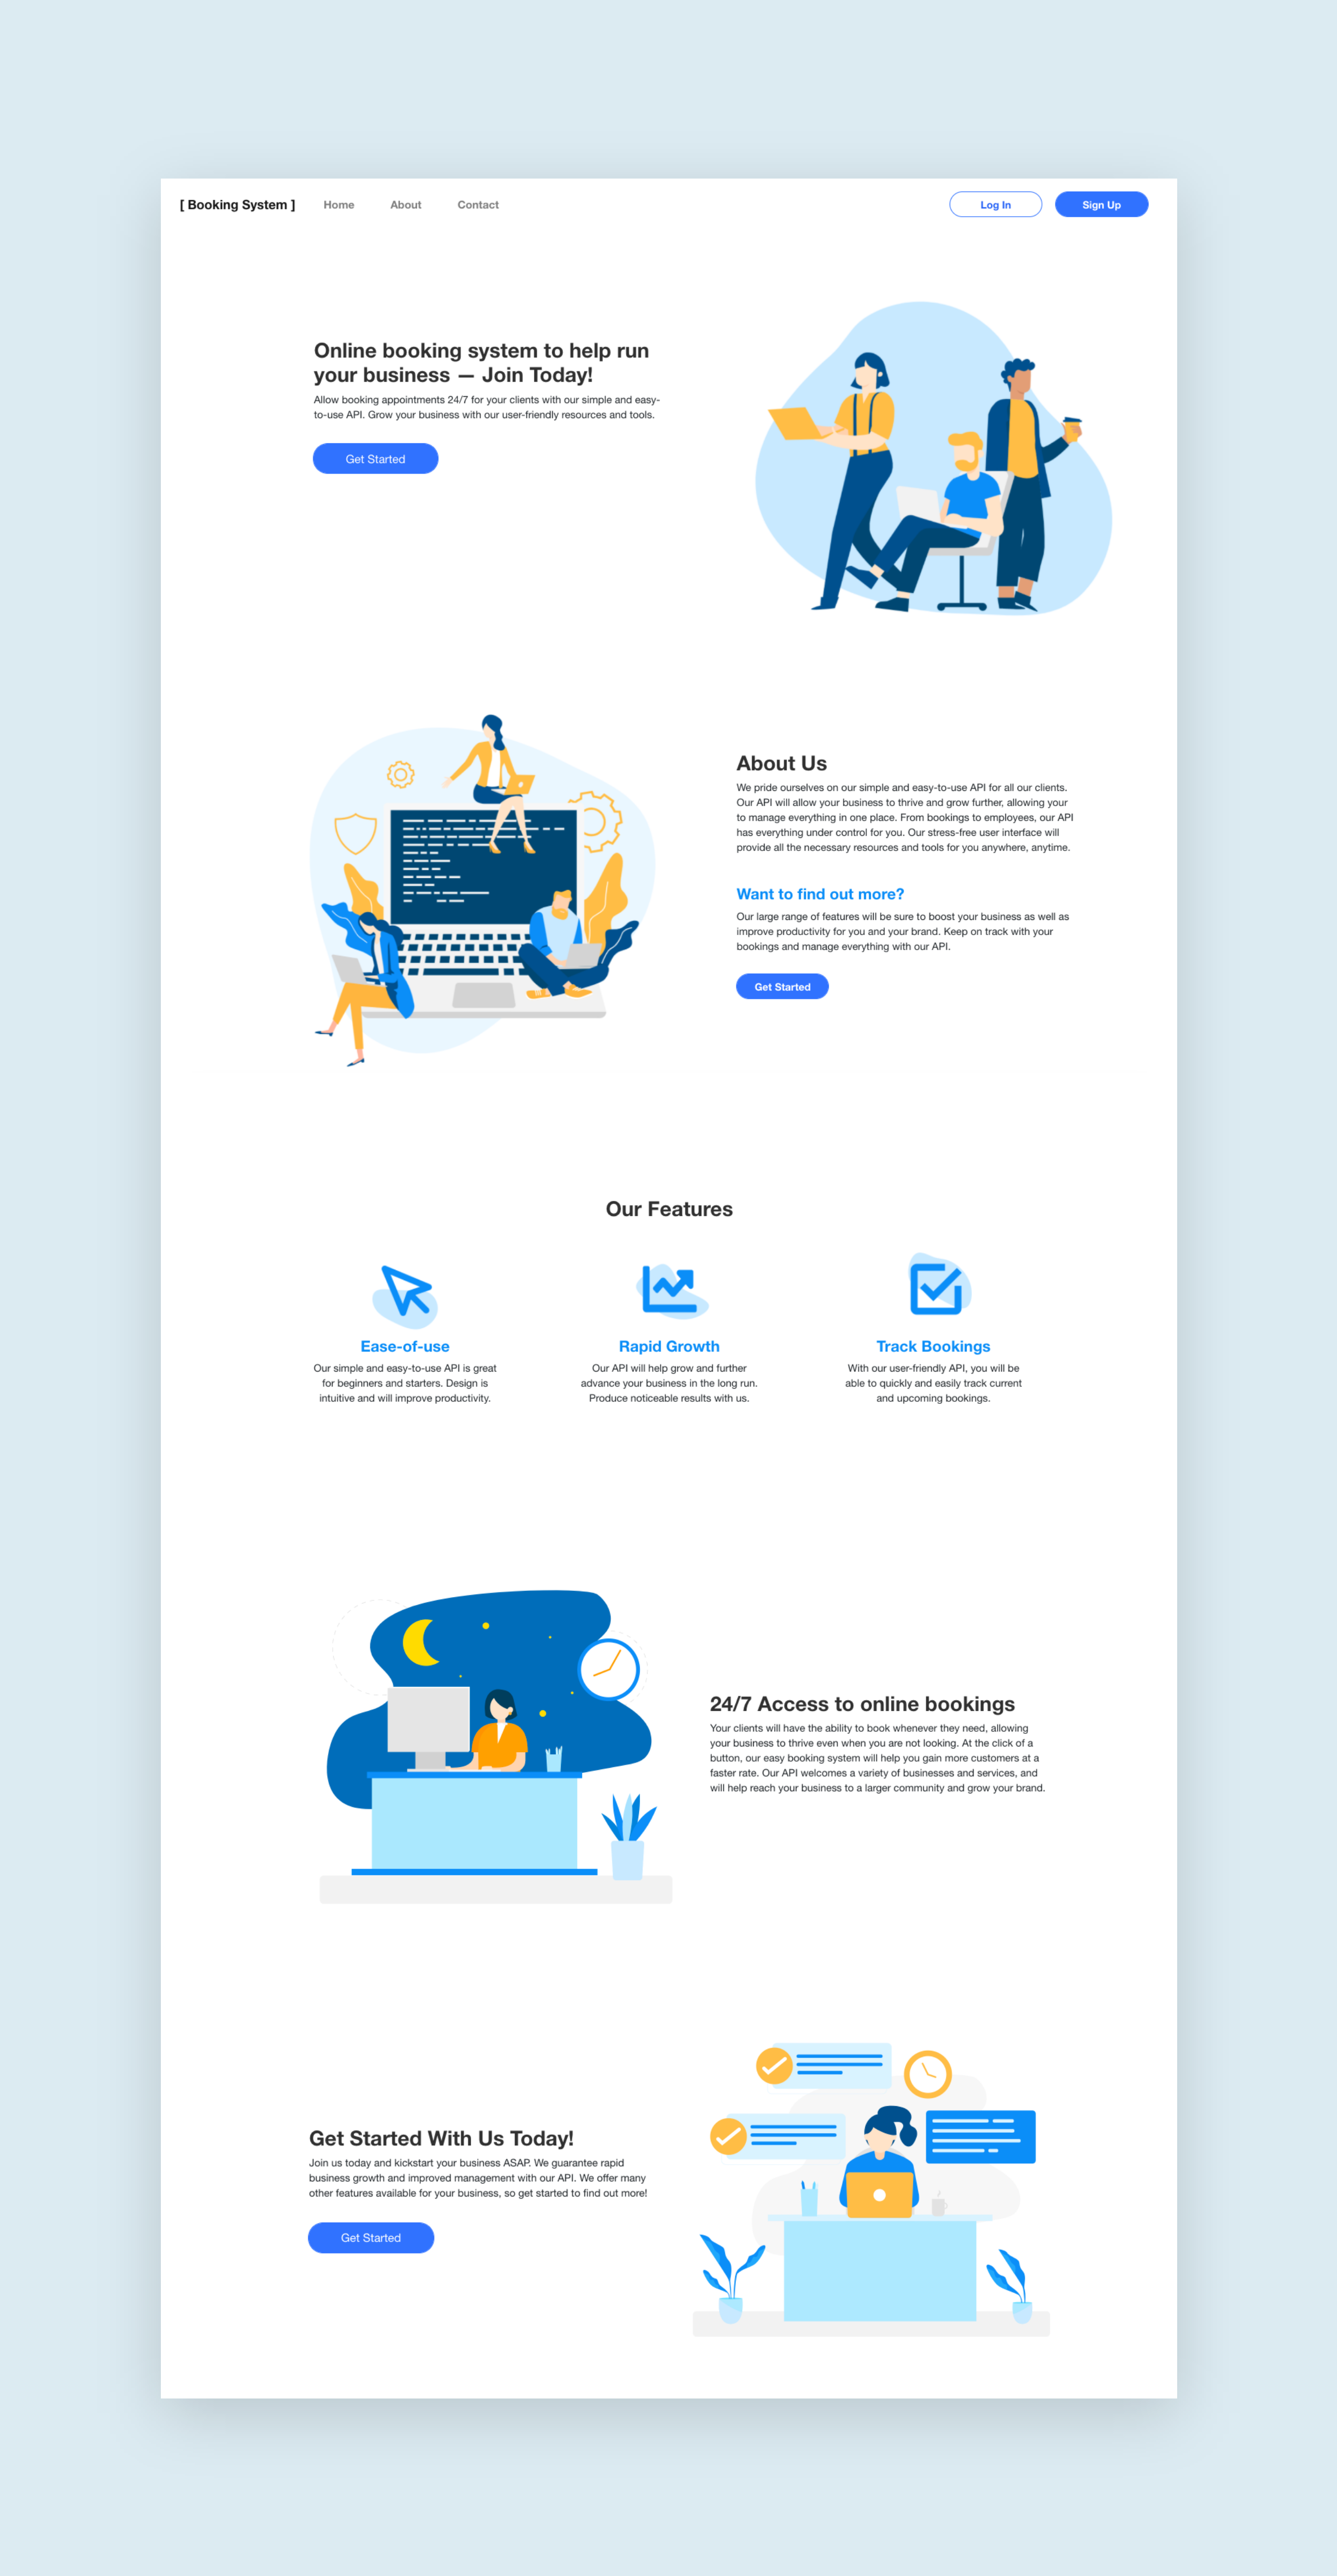 [ Booking System ] Home About Contact Log In Sign Up
Online booking system to help run
your business — Join Today!
Allow booking appointments 24/7 for your clients with our simple and easy-
to-use API. Grow your business with our user-friendly resources and tools.
Get Started
About Us
We pride ourselves on our simple and easy-to-use API for all our clients.
Our API will allow your business to thrive and grow further, allowing your
to manage everything in one place. From bookings to employees, our API
has everything under control for you. Our stress-free user interface will
provide all the necessary resources and tools for you anywhere, anytime.
Want to find out more?
Our large range of features will be sure to boost your business as well as
improve productivity for you and your brand. Keep on track with your
bookings and manage everything with our API.
Get Started
Our Features
Ease-of-use
Our simple and easy-to-use API is great
for beginners and starters. Design is
intuitive and will improve productivity.
Rapid Growth
Our API will help grow and further
advance your business in the long run.
Produce noticeable results with us.
Track Bookings
With our user-friendly API, you will be
able to quickly and easily track current
and upcoming bookings.
24/7 Access to online bookings
Your clients will have the ability to book whenever they need, allowing
your business to thrive even when you are not looking. At the click of a
button, our easy booking system will help you gain more customers at a
faster rate. Our API welcomes a variety of businesses and services, and
will help reach your business to a larger community and grow your brand.
Get Started With Us Today!
Join us today and kickstart your business ASAP. We guarantee rapid
business growth and improved management with our API. We offer many
other features available for your business, so get started to find out more!
Get Started